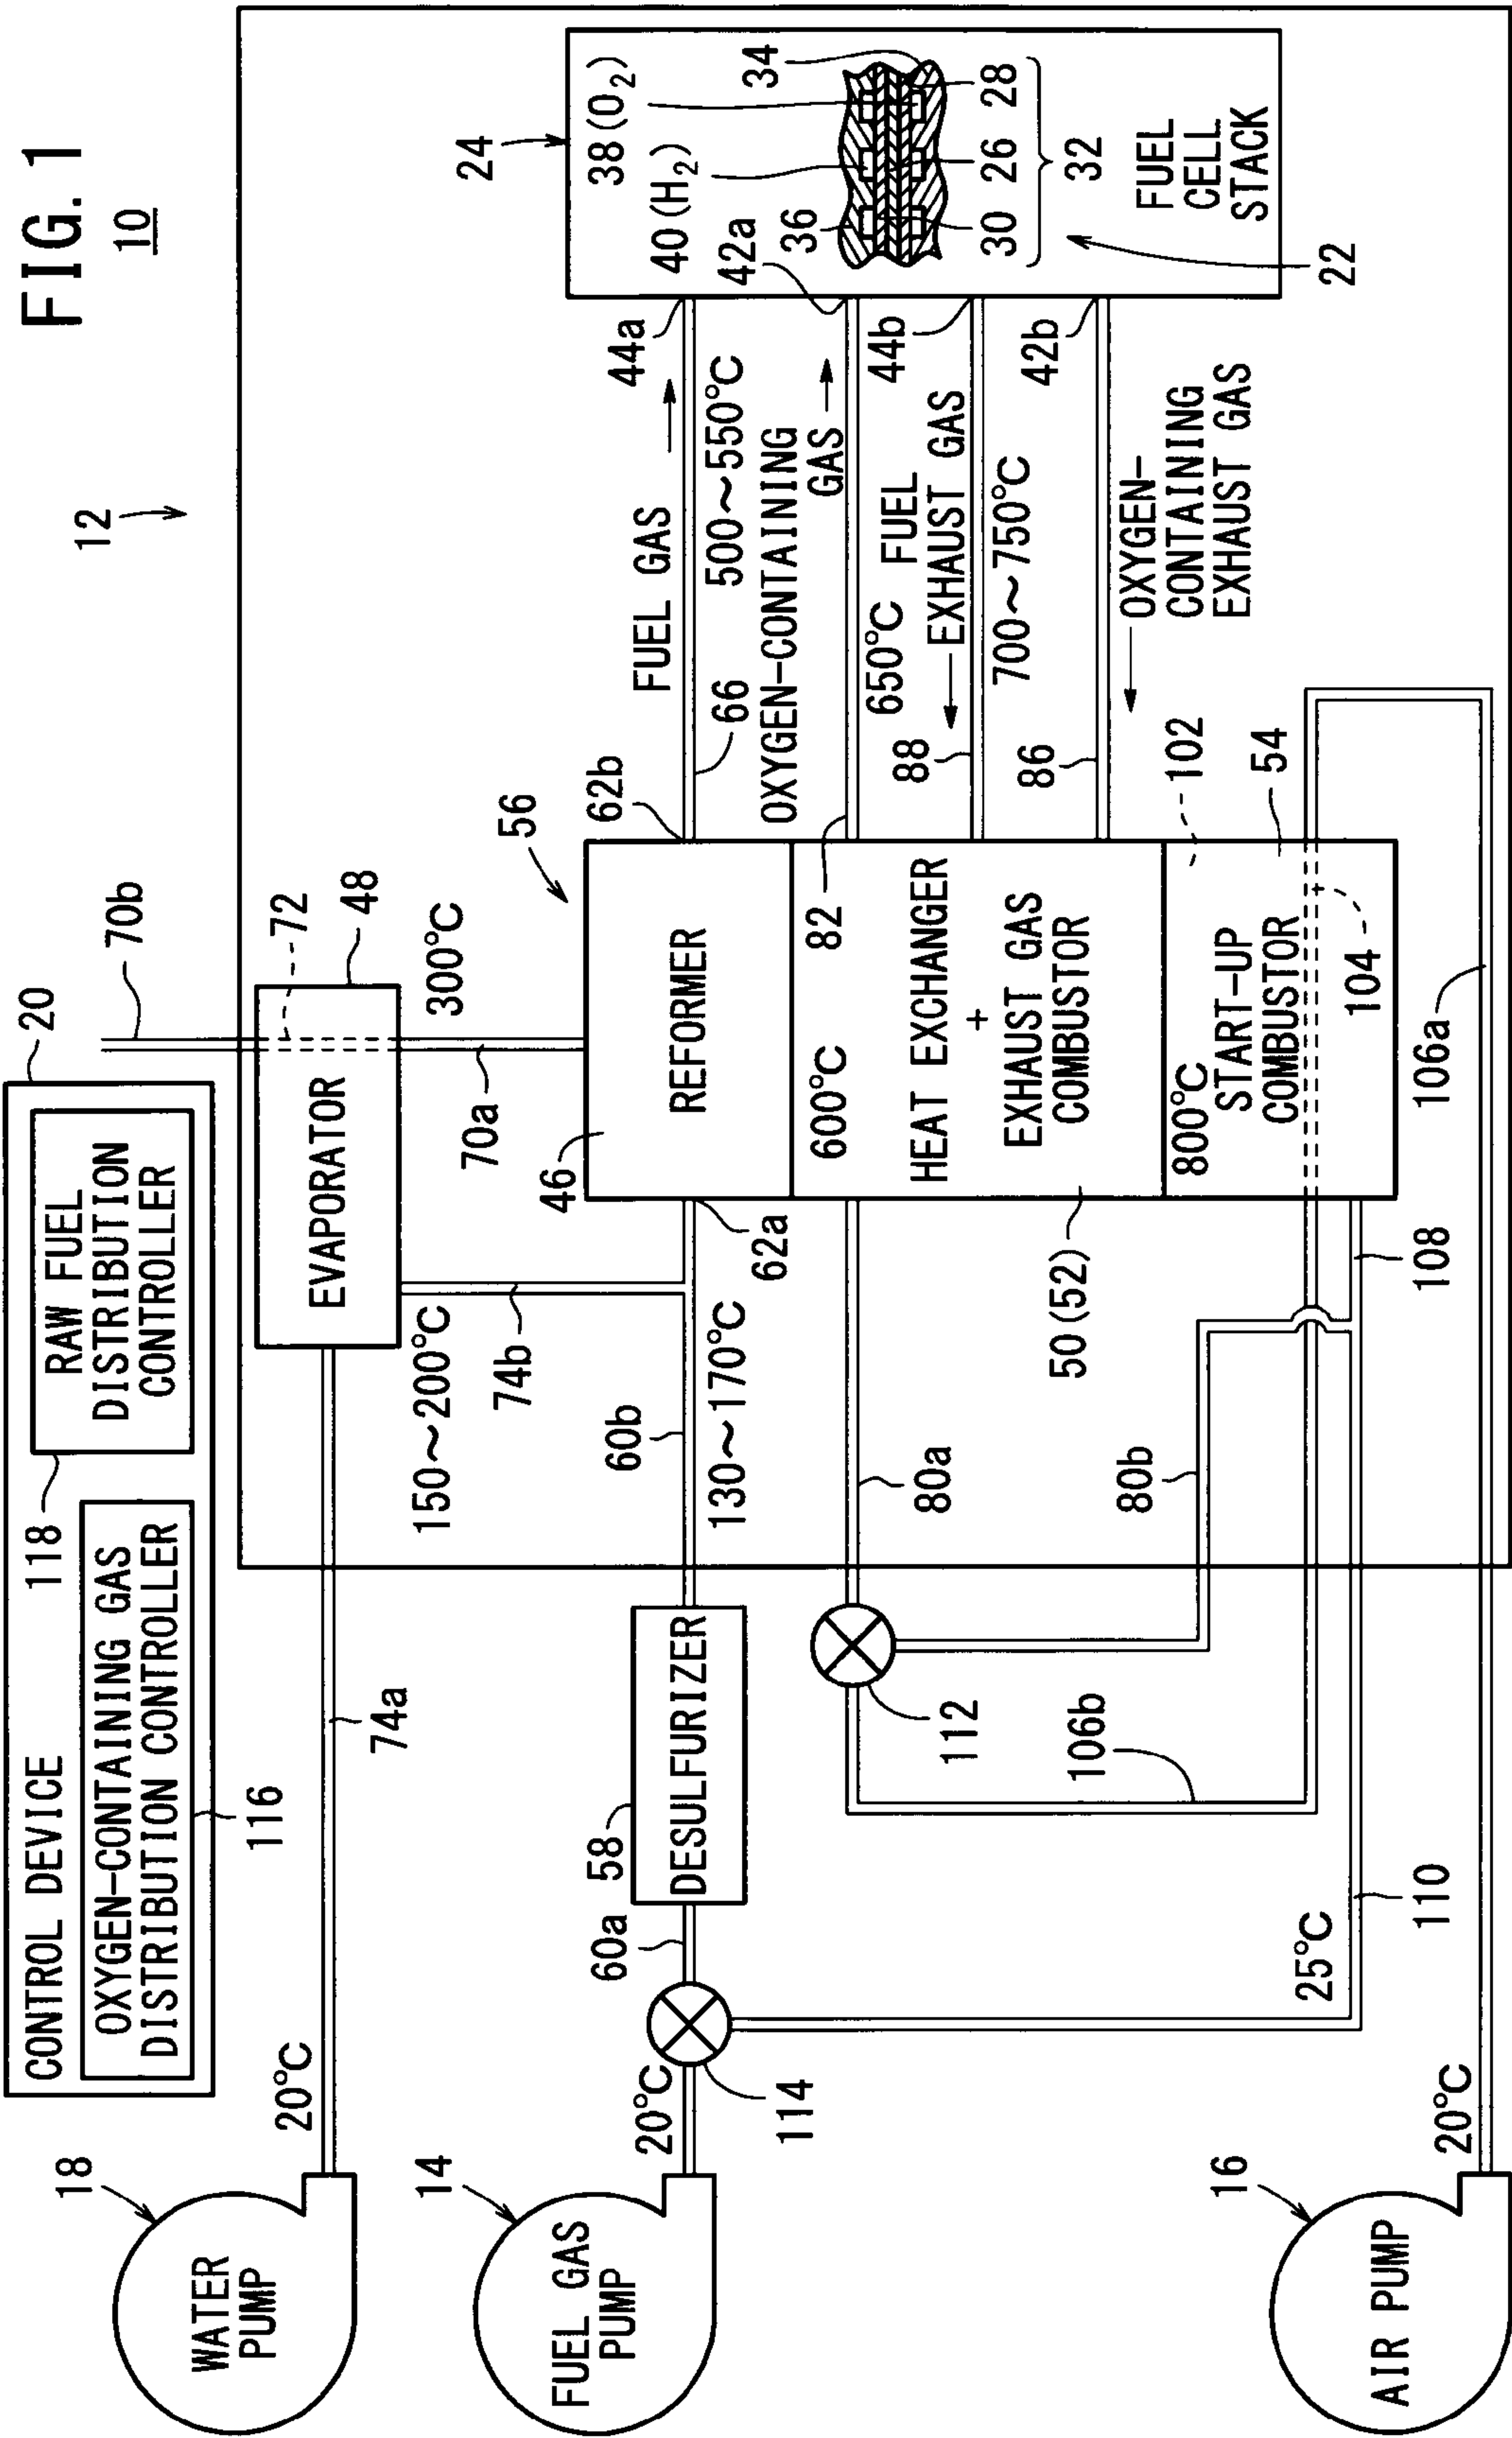 FIG. 1
10
12
20
CONTROL DEVICE
OXYGEN-CONTAINING GAS
DISTRIBUTION CONTROLLER
116
RAW FUEL
DISTRIBUTION
CONTROLLER
118
18
WATER
PUMP
20°C
74a
EVAPORATOR
48
72
70b
70a
300°C
150~200°C
74b
14
FUEL GAS
PUMP
20°C
114
60a
58
DESULFURIZER
60b
130~170°C
62a
46
REFORMER
56
62b
66
FUEL GAS
500~550°C
44a
OXYGEN-CONTAINING
GAS
42a
82
650°C
FUEL
EXHAUST GAS
44b
88
700~750°C
42b
86
OXYGEN-
CONTAINING
EXHAUST GAS
24
38(O2)
40(H2)
34
36
30
26
28
32
FUEL
CELL
STACK
22
600°C
HEAT EXCHANGER
+
EXHAUST GAS
COMBUSTOR
50(52)
800°C
START-UP
COMBUSTOR
102
54
104
106a
108
80a
80b
112
106b
110
25°C
16
AIR PUMP
20°C